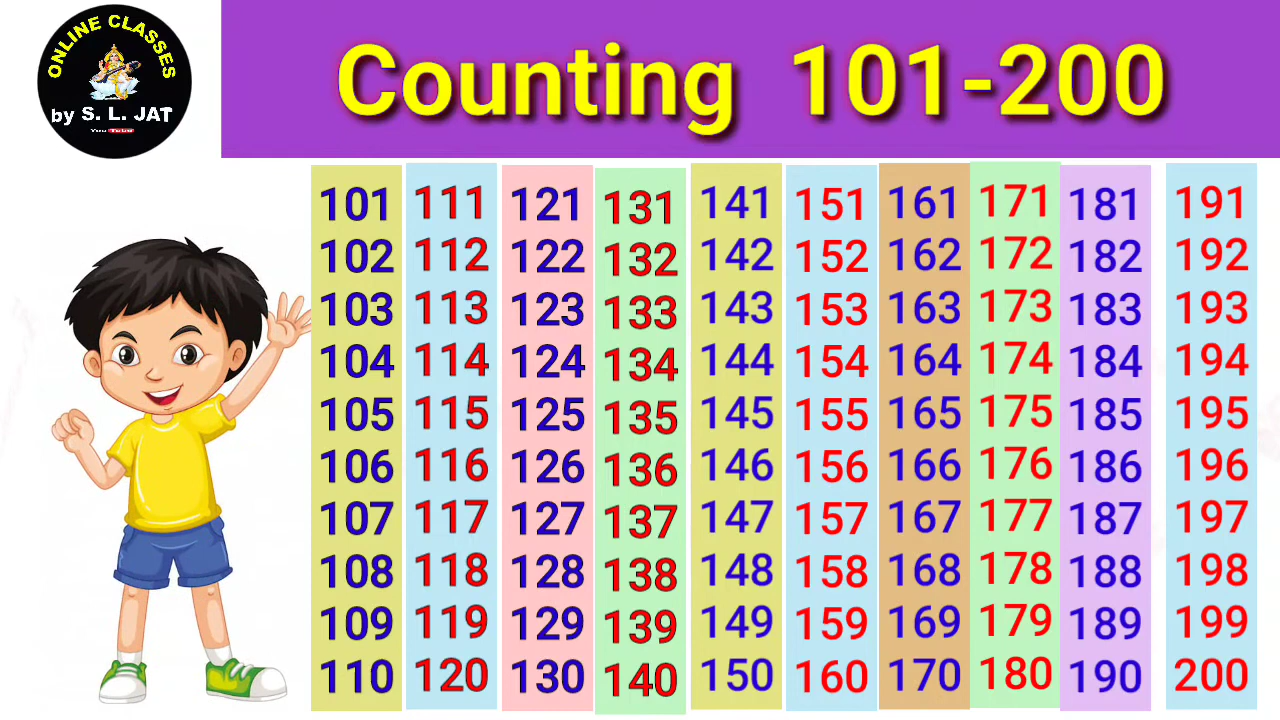 ONLINE CLASSES
by S. L. JAT
You Tube
Counting 101-200
101 111 121 131 141 151 161 171 181 191
102 112 122 132 142 152 162 172 182 192
103 113 123 133 143 153 163 173 183 193
104 114 124 134 144 154 164 174 184 194
105 115 125 135 145 155 165 175 185 195
106 116 126 136 146 156 166 176 186 196
107 117 127 137 147 157 167 177 187 197
108 118 128 138 148 158 168 178 188 198
109 119 129 139 149 159 169 179 189 199
110 120 130 140 150 160 170 180 190 200